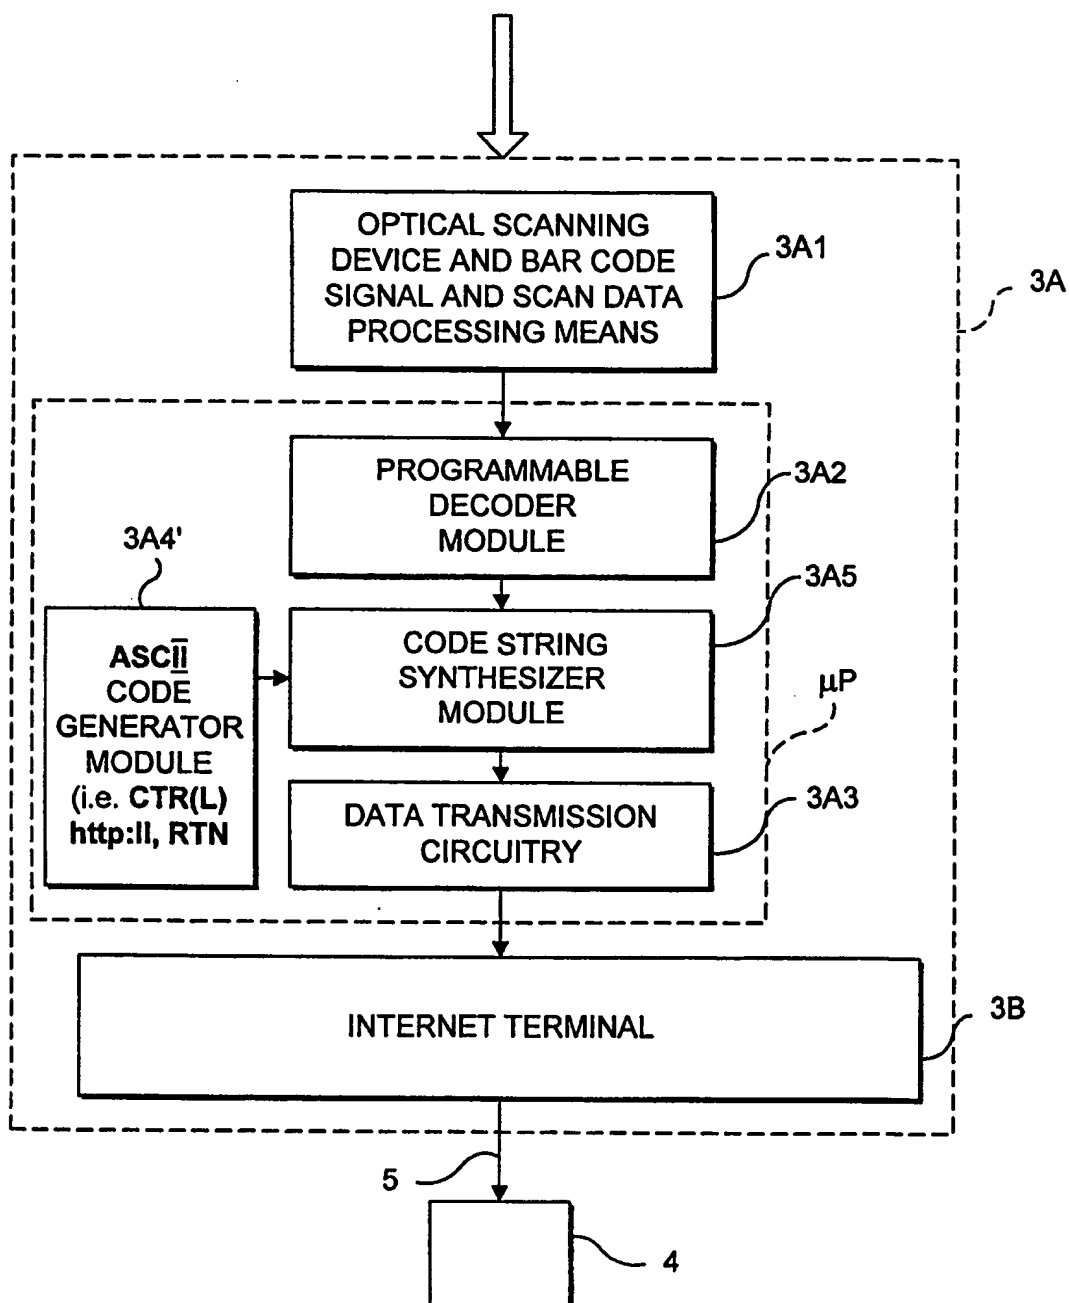 OPTICAL SCANNING
DEVICE AND BAR CODE
SIGNAL AND SCAN DATA
PROCESSING MEANS
3A1
3A
PROGRAMMABLE
DECODER
MODULE
3A2
3A4'
3A5
ASCII
CODE
GENERATOR
MODULE
(i.e. CTR(L)
http:II, RTN
CODE STRING
SYNTHESIZER
MODULE
μP
DATA TRANSMISSION
CIRCUITRY
3A3
INTERNET TERMINAL
3B
5
4